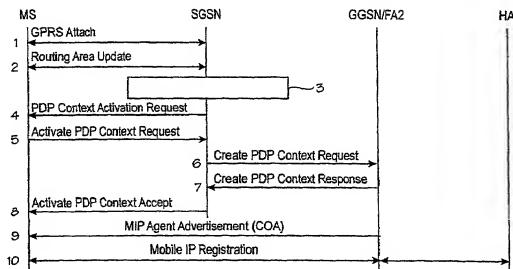 MS SGSN GGSN/FA2 HA
1 GPRS Attach
2 Routing Area Update
3
4 PDP Context Activation Request
5 Activate PDP Context Request
6 Create PDP Context Request
7 Create PDP Context Response
8 Activate PDP Context Accept
9 MIP Agent Advertisement (COA)
10 Mobile IP Registration